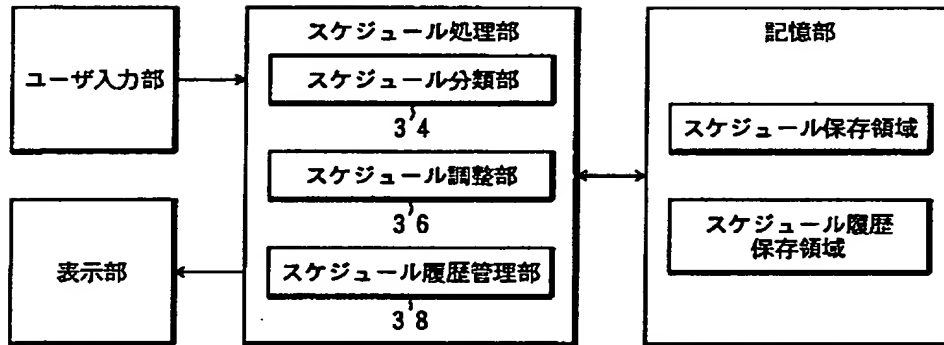 ユーザ入力部
表示部
スケジュール処理部
スケジュール分類部
34
スケジュール調整部
36
スケジュール履歴管理部
38
記憶部
スケジュール保存領域
スケジュール履歴
保存領域